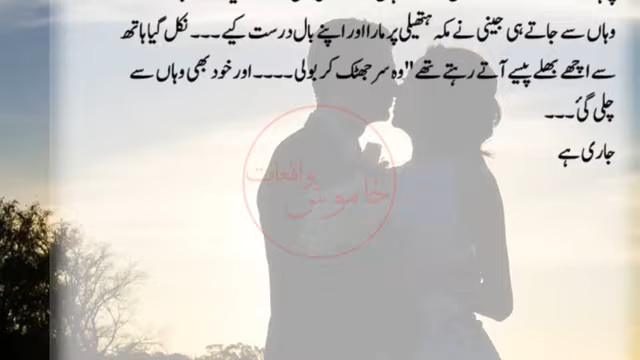 وہاں سے جاتے ہی جینی نے مکہ ہتھیلی پر مارا اور اپنے بال درست کیے ۔۔۔ نکل گیا ہاتھ
سے اچھے بھلے پیسے آتے رہتے تھے "وہ سر جھٹک کر بولی ۔۔۔۔ اور خود بھی وہاں سے
چلی گئ ۔۔۔
جاری ہے
خاموش واقعات